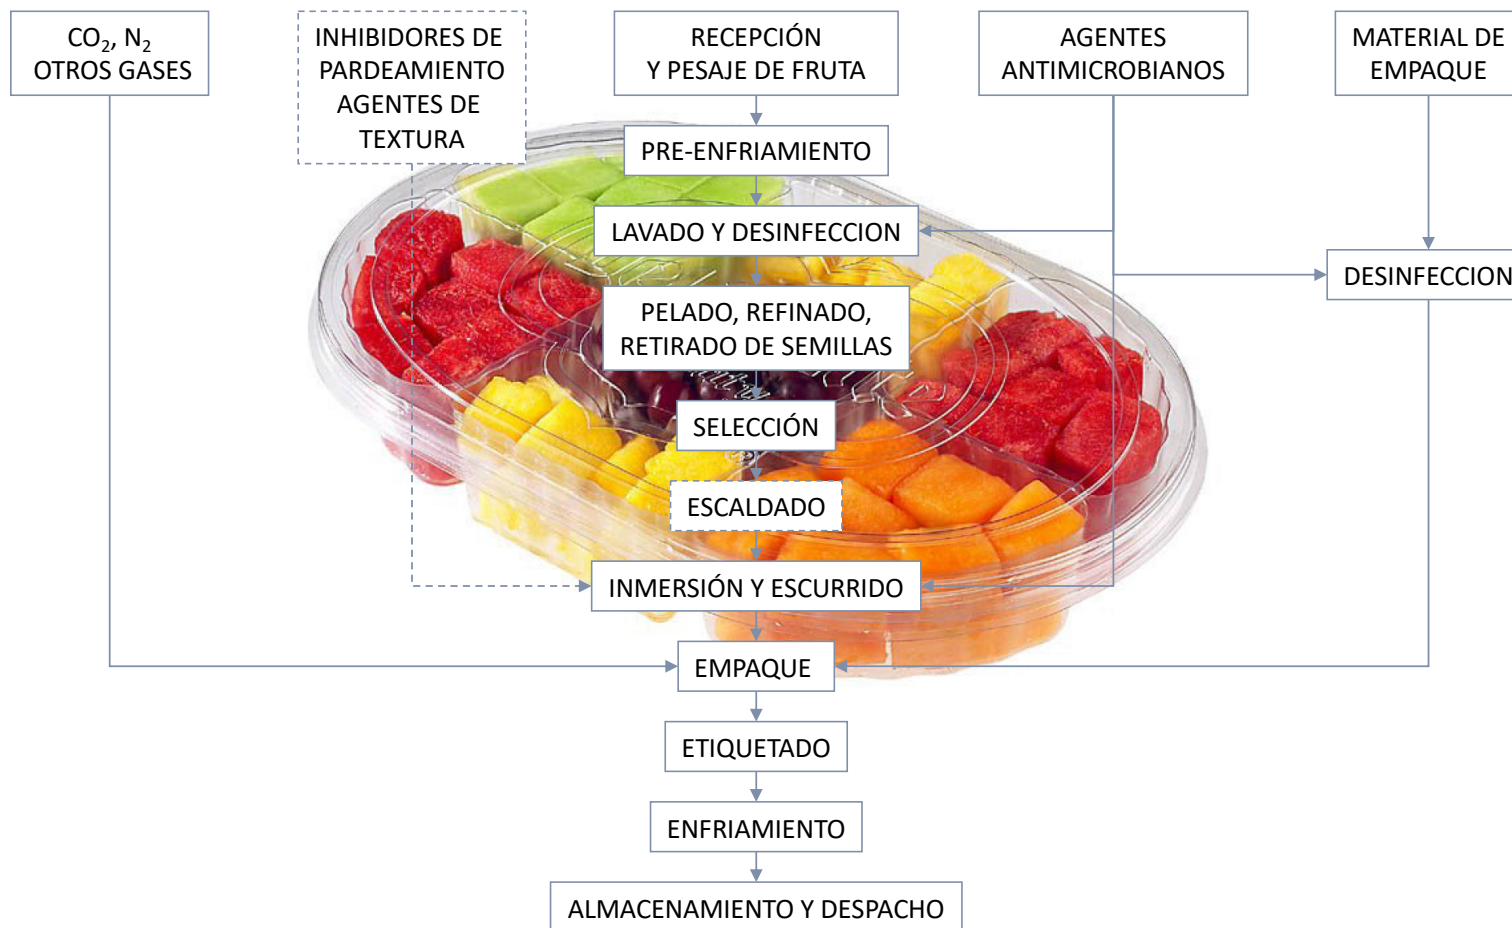 CO₂, N₂
OTROS GASES
INHIBIDORES DE
PARDEAMIENTO
AGENTES DE
TEXTURA
RECEPCIÓN
Y PESAJE DE FRUTA
AGENTES
ANTIMICROBIANOS
MATERIAL DE
EMPAQUE
PRE-ENFRIAMIENTO
LAVADO Y DESINFECCION
DESINFECCION
PELADO, REFINADO,
RETIRADO DE SEMILLAS
SELECCIÓN
ESCALDADO
INMERSIÓN Y ESCURRIDO
EMPAQUE
ETIQUETADO
ENFRIAMIENTO
ALMACENAMIENTO Y DESPACHO